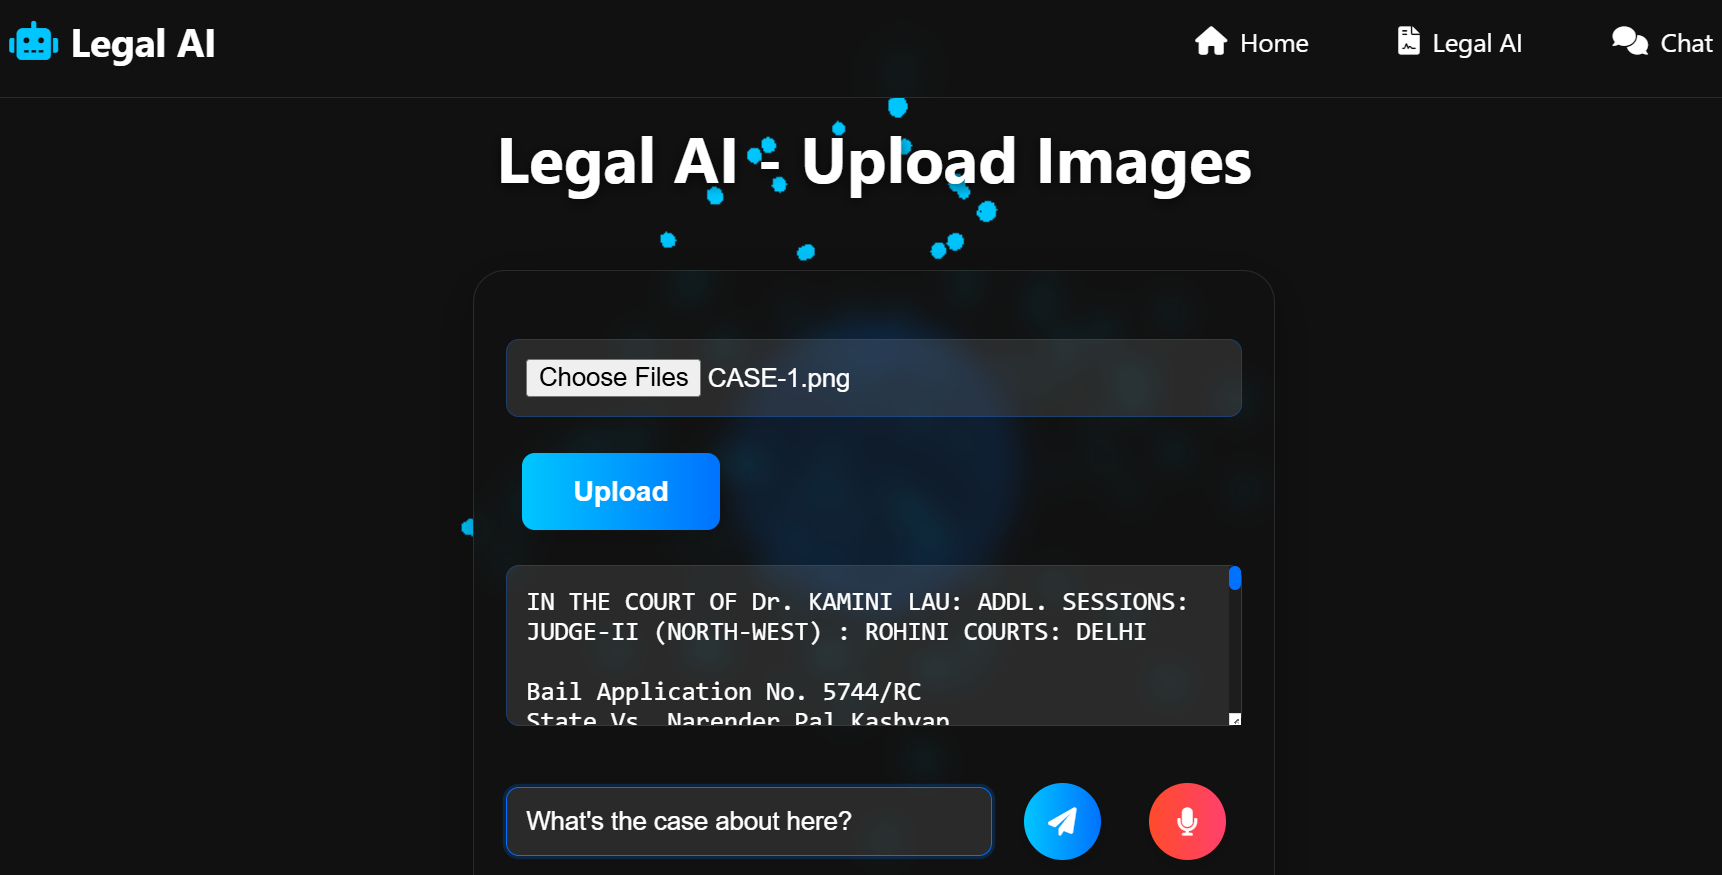 Legal AI
Home
Legal AI
Chat
Legal AI - Upload Images
Choose Files CASE-1.png
Upload
IN THE COURT OF Dr. KAMINI LAU: ADDL. SESSIONS:
JUDGE-II (NORTH-WEST) : ROHINI COURTS: DELHI
Bail Application No. 5744/RC
State Vs. Narender Pal Kashyap
What's the case about here?